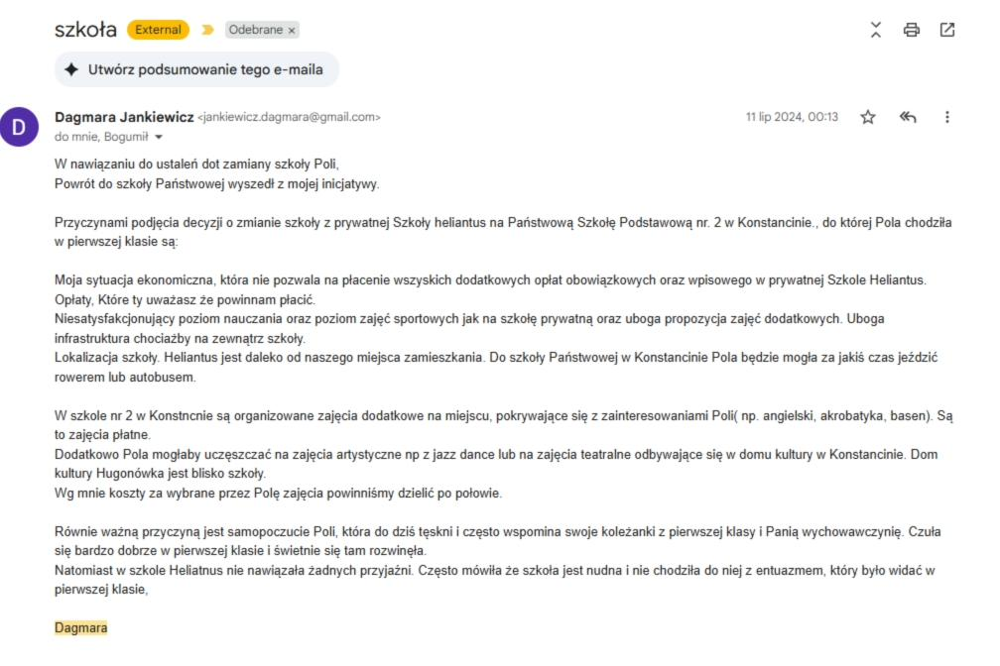 szkoła External Odebrane ×
Utwórz podsumowanie tego e-maila
D
Dagmara Jankiewicz <jankiewicz.dagmara@gmail.com> 11 lip 2024, 00:13
do mnie, Bogumił
W nawiązaniu do ustaleń dot zamiany szkoły Poli,
Powrót do szkoły Państwowej wyszedł z mojej inicjatywy.
Przyczynami podjęcia decyzji o zmianie szkoły z prywatnej Szkoły heliantus na Państwową Szkołę Podstawową nr. 2 w Konstancinie., do której Pola chodziła
w pierwszej klasie są:
Moja sytuacja ekonomiczna, która nie pozwala na płacenie wszyskich dodatkowych opłat obowiązkowych oraz wpisowego w prywatnej Szkole Heliantus.
Opłaty, Które ty uważasz że powinnam płacić.
Niesatysfakcjonujący poziom nauczania oraz poziom zajęć sportowych jak na szkołę prywatną oraz uboga propozycja zajęć dodatkowych. Uboga
infrastruktura chociażby na zewnątrz szkoły.
Lokalizacja szkoły. Heliantus jest daleko od naszego miejsca zamieszkania. Do szkoły Państwowej w Konstancinie Pola będzie mogła za jakiś czas jeździć
rowerem lub autobusem.
W szkole nr 2 w Konstncnie są organizowane zajęcia dodatkowe na miejscu, pokrywające się z zainteresowaniami Poli( np. angielski, akrobatyka, basen). Są
to zajęcia płatne.
Dodatkowo Pola mogłaby uczęszczać na zajęcia artystyczne np z jazz dance lub na zajęcia teatralne odbywające się w domu kultury w Konstancinie. Dom
kultury Hugonówka jest blisko szkoły.
Wg mnie koszty za wybrane przez Polę zajęcia powinniśmy dzielić po połowie.
Równie ważną przyczyną jest samopoczucie Poli, która do dziś tęskni i często wspomina swoje koleżanki z pierwszej klasy i Panią wychowawczynię. Czuła
się bardzo dobrze w pierwszej klasie i świetnie się tam rozwinęła.
Natomiast w szkole Heliatnus nie nawiązała żadnych przyjaźni. Często mówiła że szkoła jest nudna i nie chodziła do niej z entuazmem, który było widać w
pierwszej klasie,
Dagmara